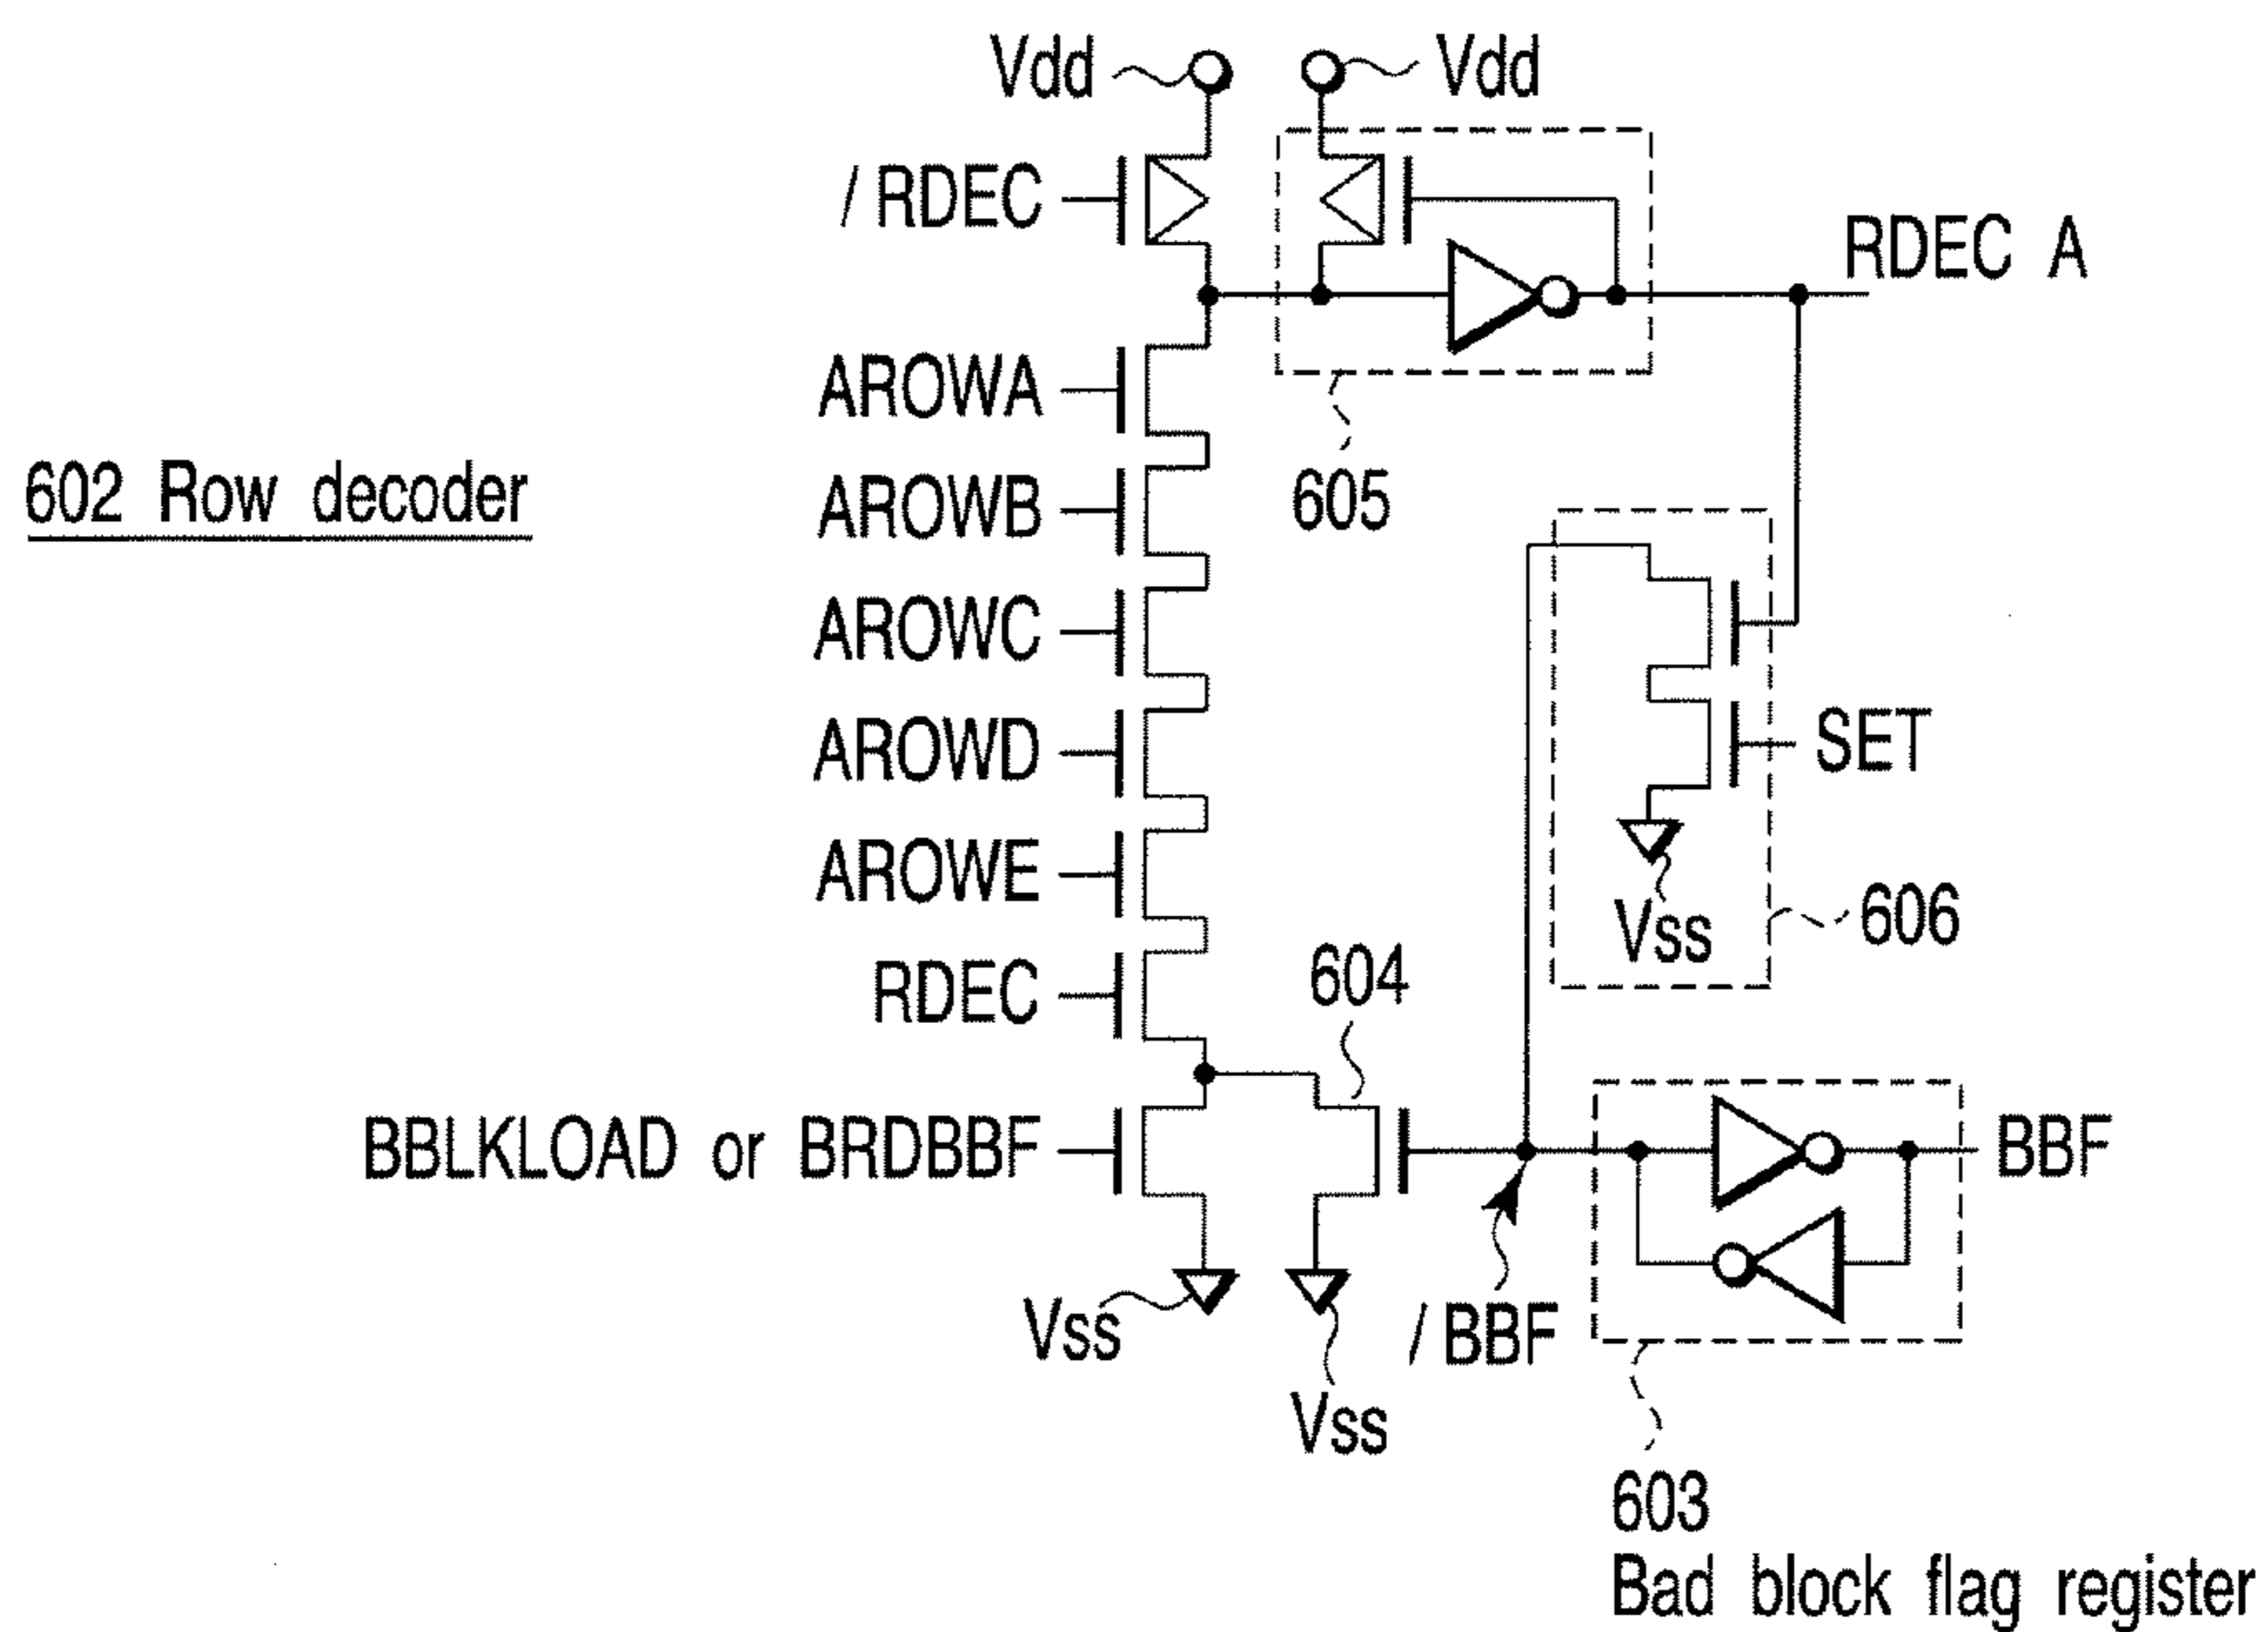 Vdd
Vdd
/ RDEC
RDEC A
AROWA
602 Row decoder
AROWB
605
AROWC
AROWD
SET
AROWE
Vss
606
RDEC
604
BBLKLOAD or BRDBBF
BBF
Vss
/ BBF
Vss
603
Bad block flag register